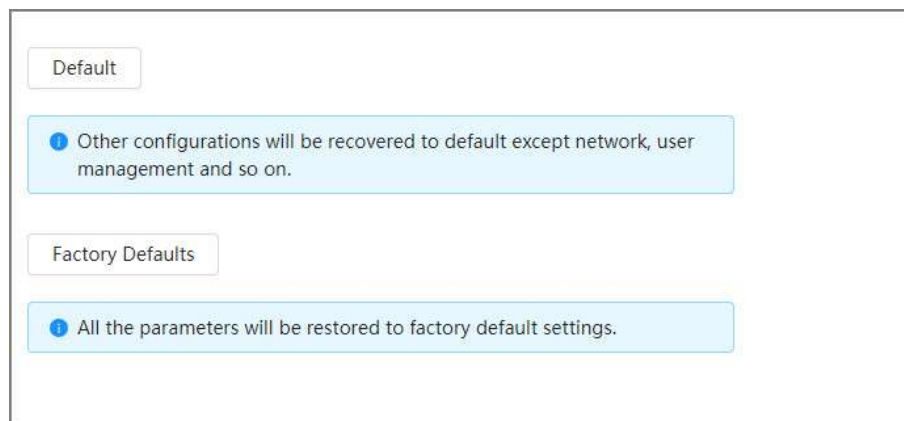 Default
Other configurations will be recovered to default except network, user
management and so on.
Factory Defaults
All the parameters will be restored to factory default settings.